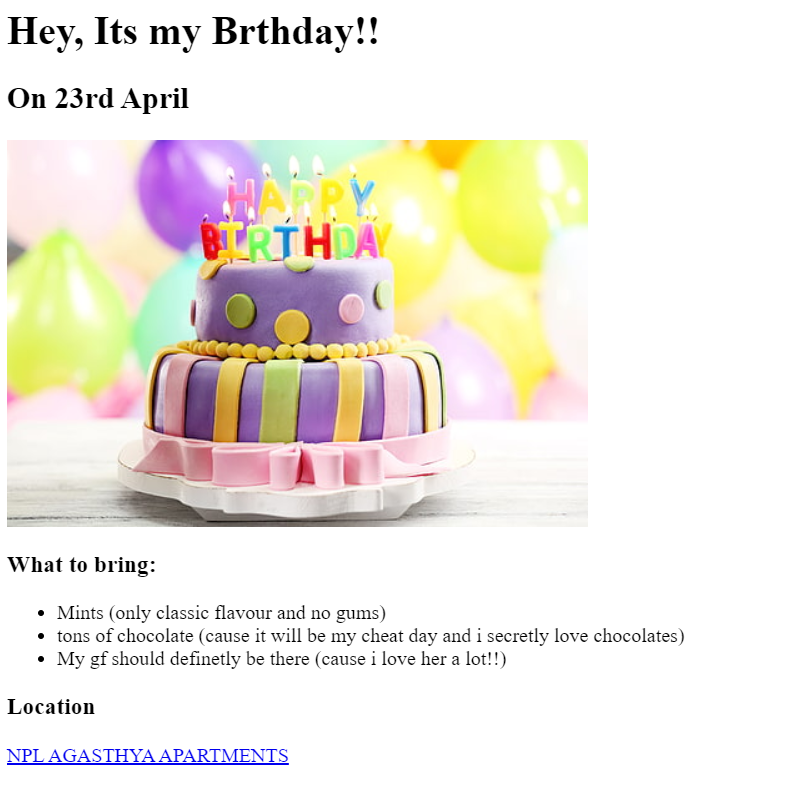 Hey, Its my Brthday!!
On 23rd April
HAPPY
BIRTHDAY
What to bring:
Mints (only classic flavour and no gums)
tons of chocolate (cause it will be my cheat day and i secretly love chocolates)
My gf should definetly be there (cause i love her a lot!!)
Location
NPL AGASTHYA APARTMENTS